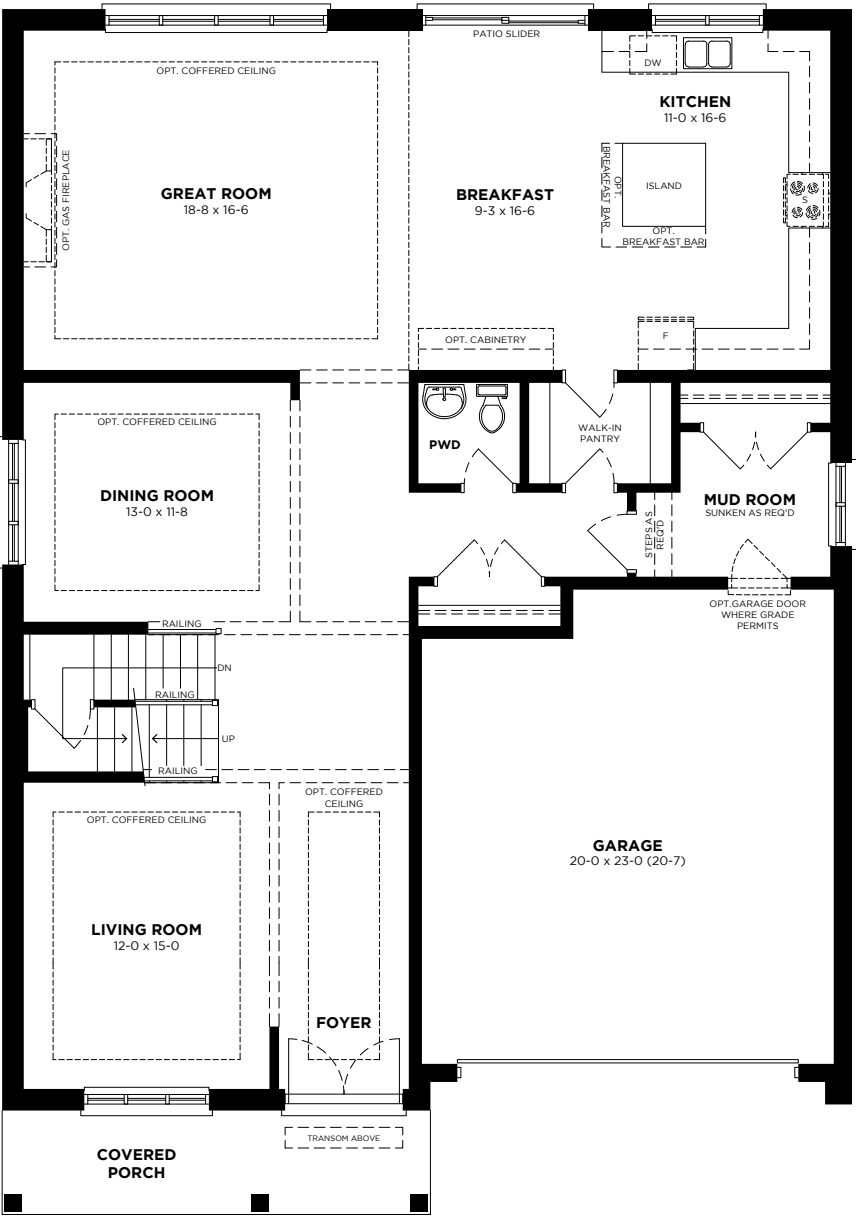 PATIO SLIDER
OPT. COFFERED CEILING
DW
KITCHEN
11-0 x 16-6
OPT. GAS FIREPLACE
GREAT ROOM
18-8 x 16-6
BREAKFAST
9-3 x 16-6
OPT.
BREAKFAST BAR
ISLAND
S
OPT.
BREAKFAST BAR
OPT. CABINETRY
F
OPT. COFFERED CEILING
PWD
WALK-IN
PANTRY
DINING ROOM
13-0 x 11-8
MUD ROOM
SUNKEN AS REQ'D
STEPS AS
REQ'D
OPT.GARAGE DOOR
WHERE GRADE
PERMITS
RAILING
DN
RAILING
UP
RAILING
OPT. COFFERED
CEILING
OPT. COFFERED CEILING
GARAGE
20-0 x 23-0 (20-7)
LIVING ROOM
12-0 x 15-0
FOYER
TRANSOM ABOVE
COVERED
PORCH